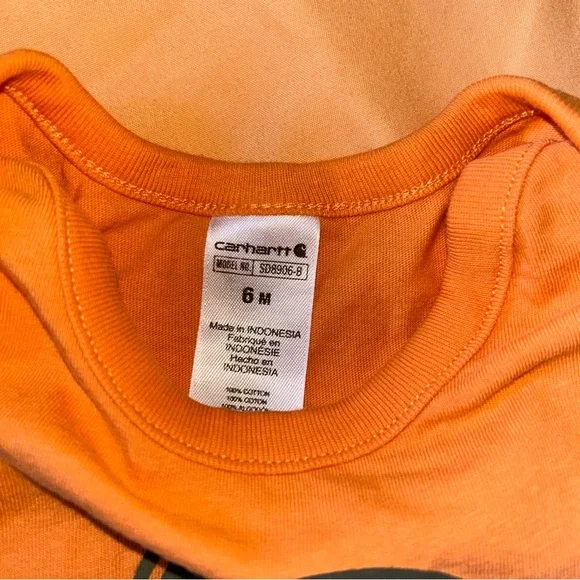 carhartt
MODEL NO. SD8906-B
6 M
Made in INDONESIA
Fabriqué en
INDONÉSIE
Hecho en
INDONESIA
100% COTTON
100% COTON
100% ALGODÓN